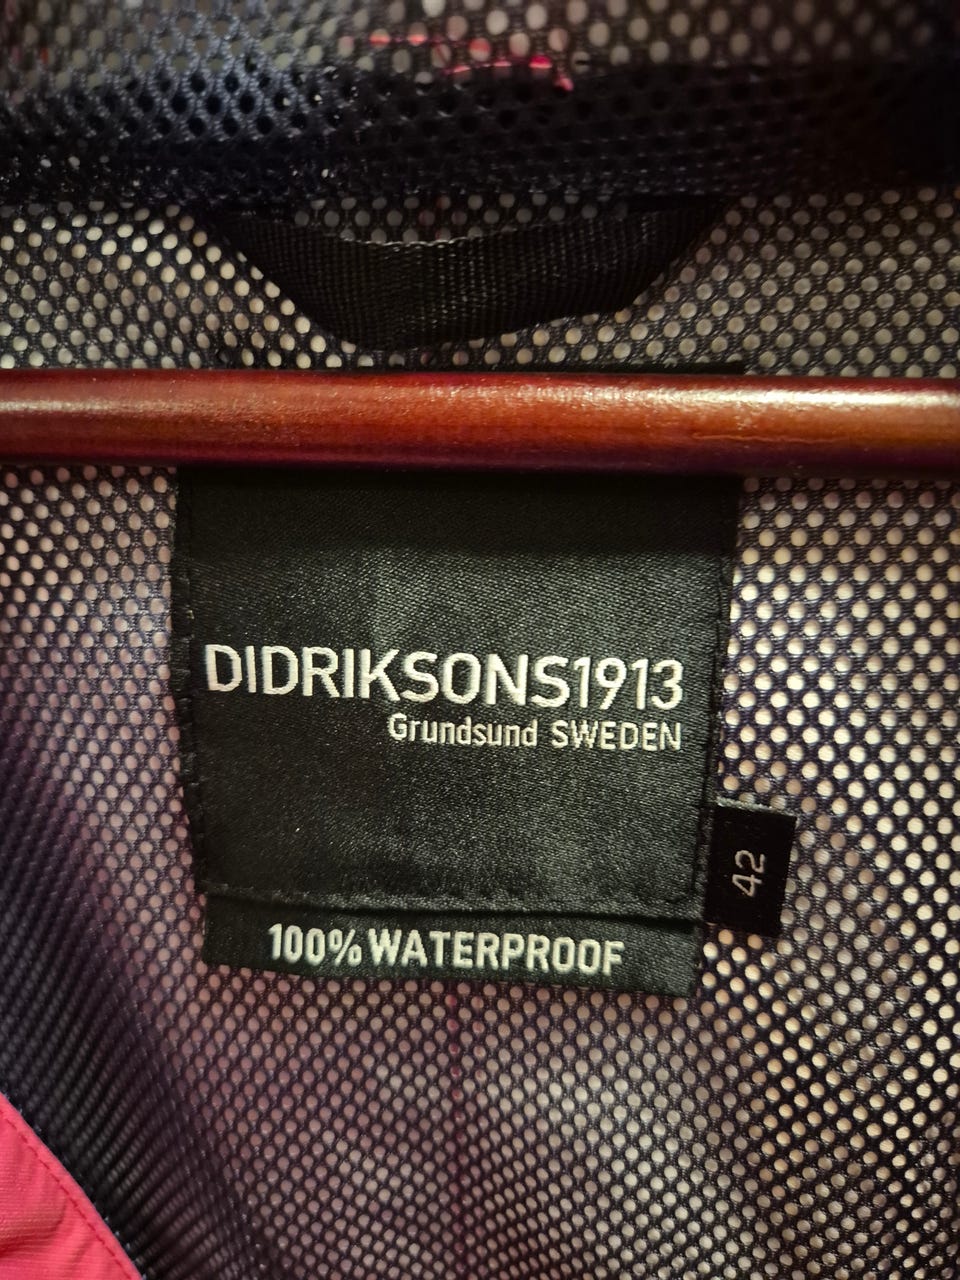 DIDRIKSONS1913
Grundsund SWEDEN
42
100% WATERPROOF